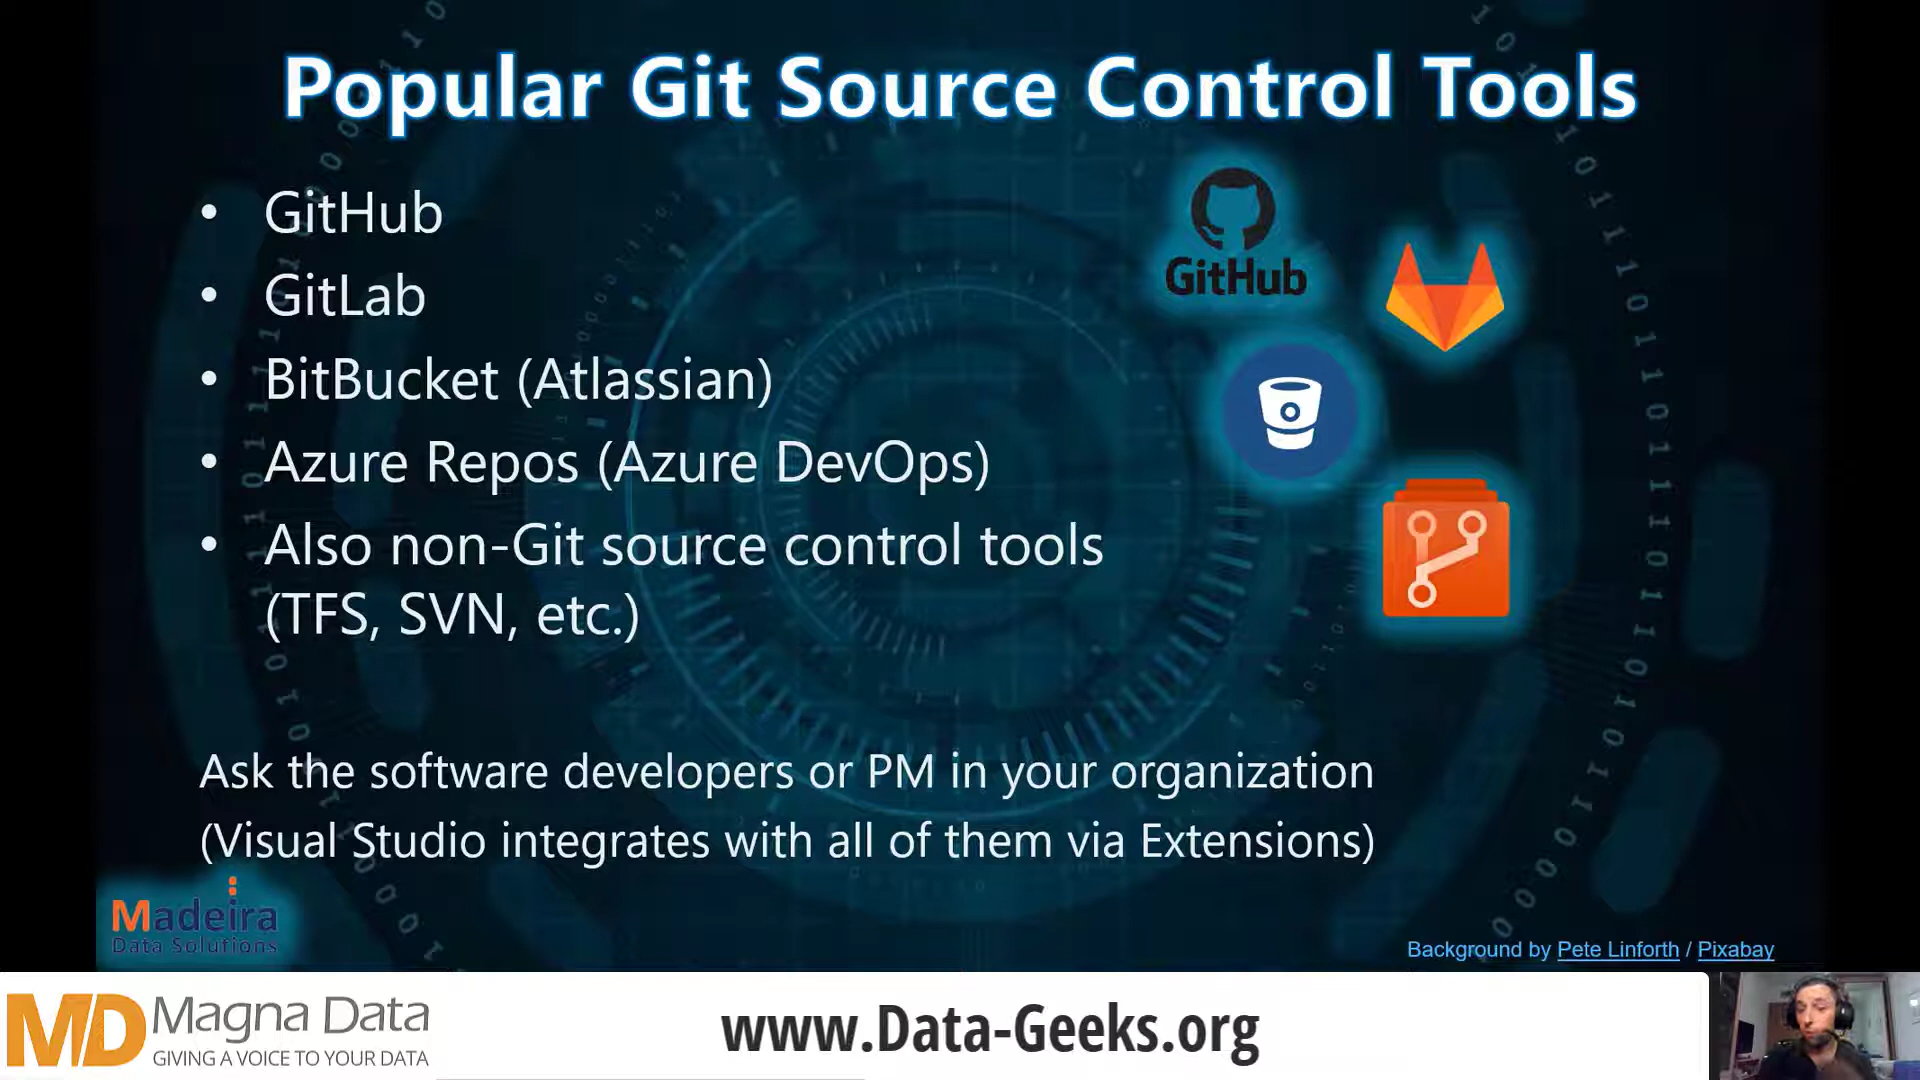 Popular Git Source Control Tools
• GitHub
• GitLab
• BitBucket (Atlassian)
• Azure Repos (Azure DevOps)
• Also non-Git source control tools
(TFS, SVN, etc.)
GitHub
Ask the software developers or PM in your organization
(Visual Studio integrates with all of them via Extensions)
Madeira
Data Solutions
Background by Pete Linforth / Pixabay
MD Magna Data
GIVING A VOICE TO YOUR DATA
www.Data-Geeks.org